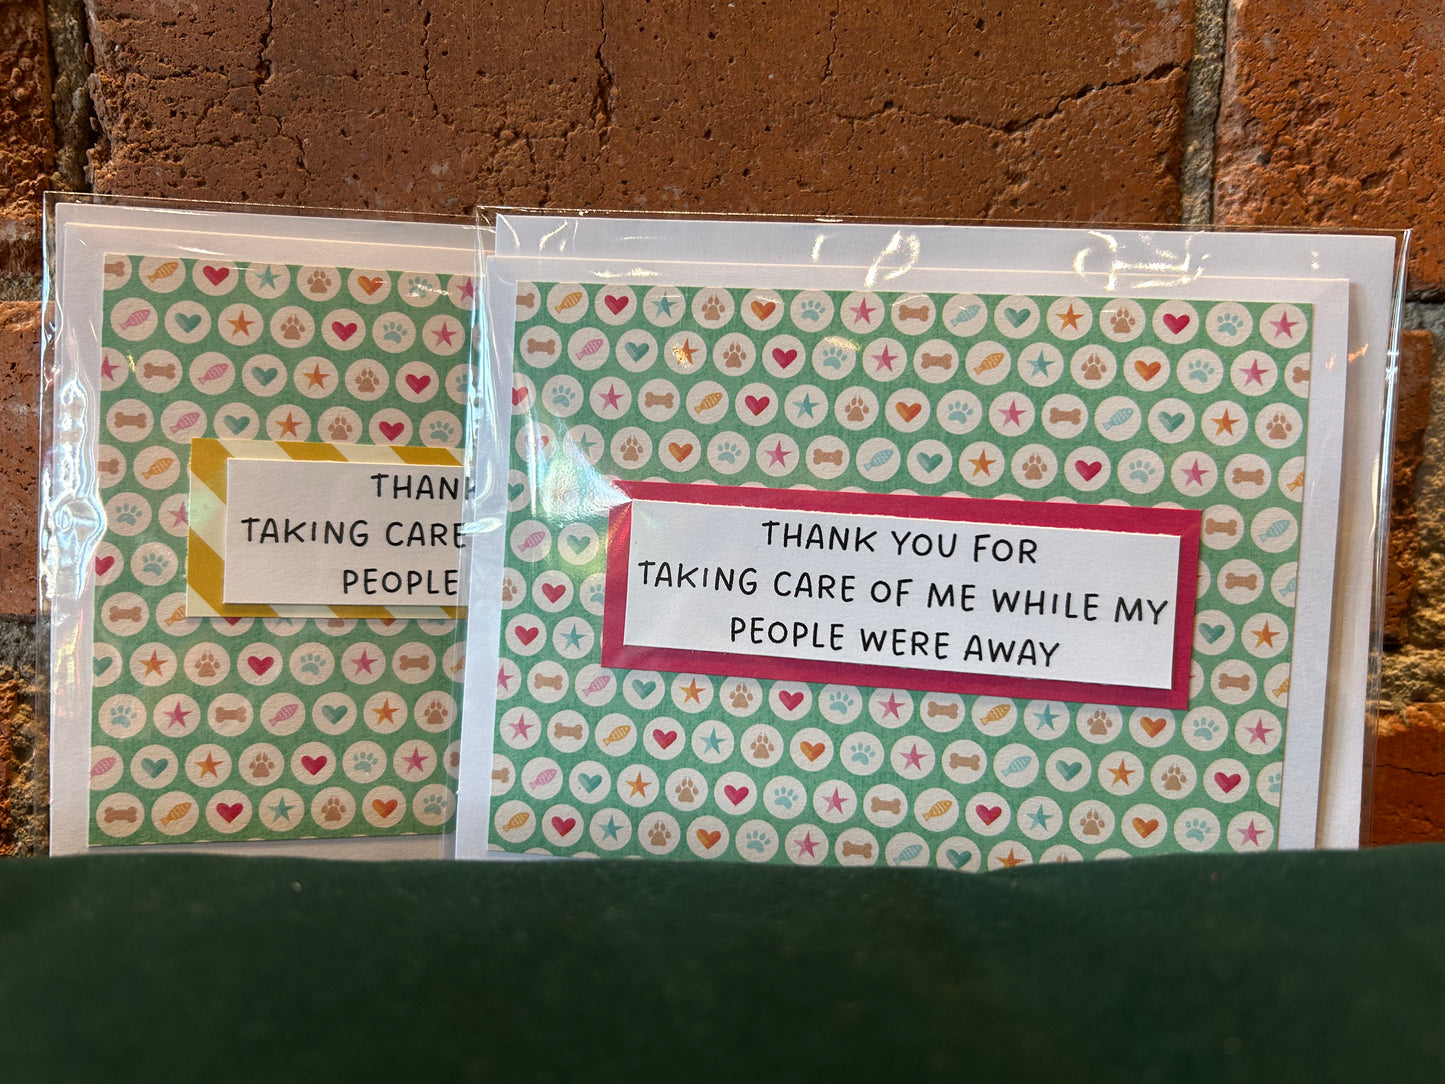 THANK
TAKING CARE
PEOPLE
THANK YOU FOR
TAKING CARE OF ME WHILE MY
PEOPLE WERE AWAY